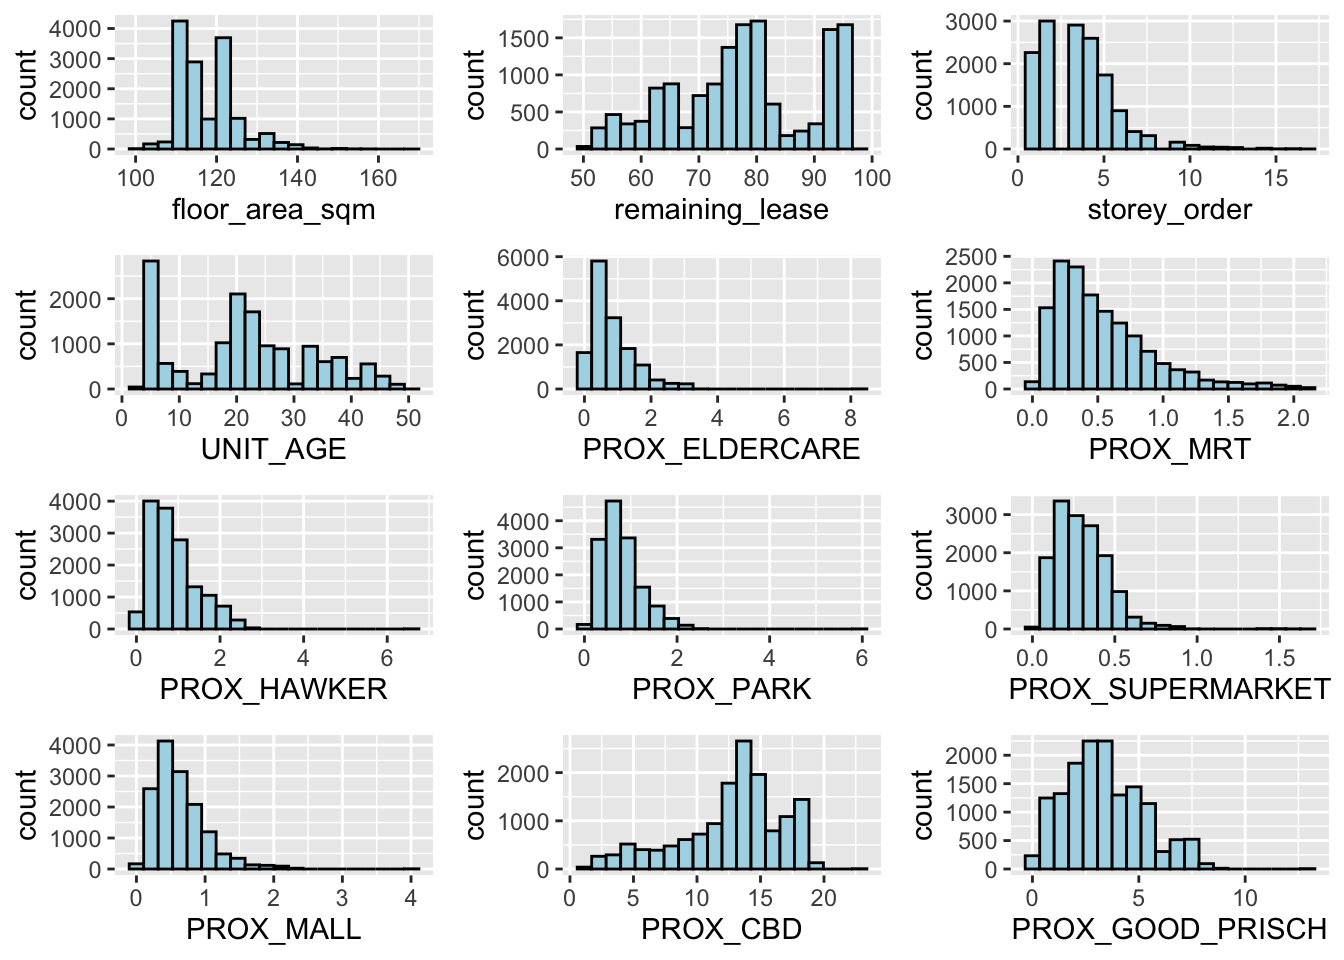 count
4000
3000
2000
1000
0
100 120 140 160
floor_area_sqm
count
1500
1000
500
0
50 60 70 80 90 100
remaining_lease
count
3000
2000
1000
0
0 5 10 15
storey_order
count
2000
1000
0
0 10 20 30 40 50
UNIT_AGE
count
6000
4000
2000
0
0 2 4 6 8
PROX_ELDERCARE
count
2500
2000
1500
1000
500
0
0.0 0.5 1.0 1.5 2.0
PROX_MRT
count
4000
3000
2000
1000
0
0 2 4 6
PROX_HAWKER
count
4000
3000
2000
1000
0
0 2 4 6
PROX_PARK
count
3000
2000
1000
0
0.0 0.5 1.0 1.5
PROX_SUPERMARKET
count
4000
3000
2000
1000
0
0 1 2 3 4
PROX_MALL
count
2000
1000
0
0 5 10 15 20
PROX_CBD
count
2000
1500
1000
500
0
0 5 10
PROX_GOOD_PRISCH